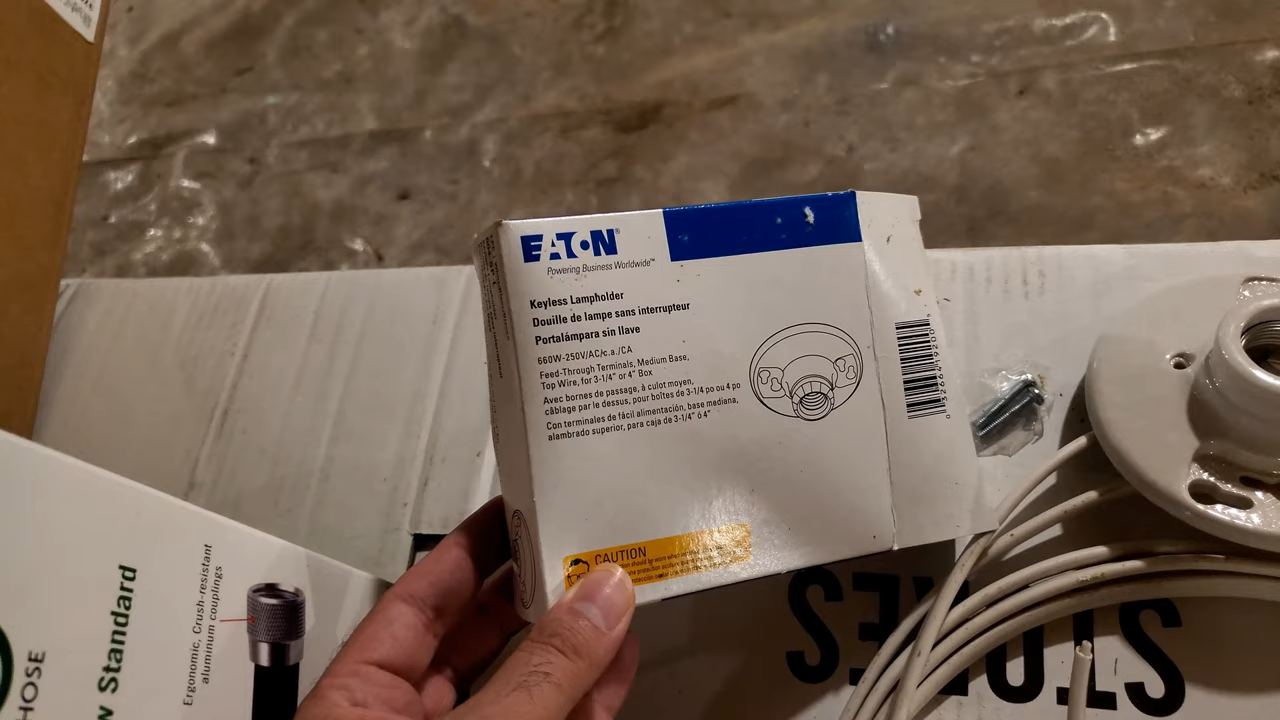 EATON®
Powering Business Worldwide™
Keyless Lampholder
Douille de lampe sans interrupteur
Portalámpara sin llave
660W-250V/AC/c.a./CA
Feed-Through Terminals, Medium Base,
Top Wire, for 3-1/4" or 4" Box
Avec bornes de passage, à culot moyen,
câblage par le dessus, pour boîtes de 3-1/4 po ou 4 po
Con terminales de fácil alimentación, base mediana,
alambrado superior, para caja de 3-1/4" ó 4"
CAUTION
should be worn when
Ergonomic, Crush-resistant
aluminum couplings
Standard
HOSE